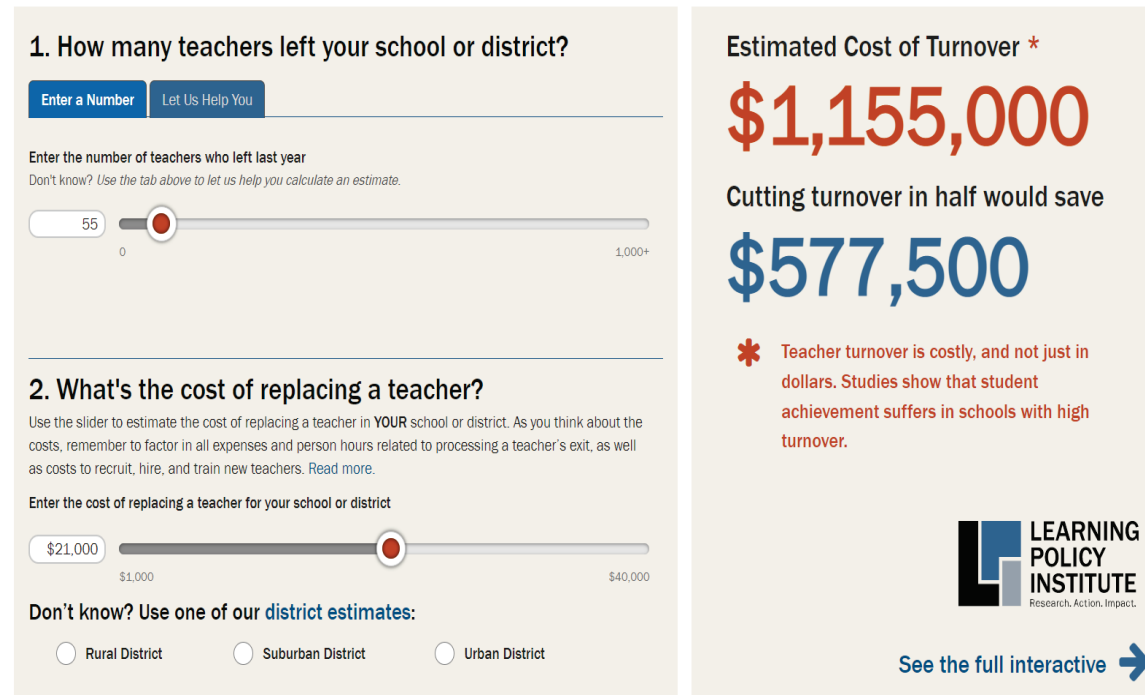 1. How many teachers left your school or district?
Enter a Number
Let Us Help You
Enter the number of teachers who left last year
Don't know? Use the tab above to let us help you calculate an estimate.
55
0
1,000+
2. What's the cost of replacing a teacher?
Use the slider to estimate the cost of replacing a teacher in YOUR school or district. As you think about the
costs, remember to factor in all expenses and person hours related to processing a teacher's exit, as well
as costs to recruit, hire, and train new teachers. Read more.
Enter the cost of replacing a teacher for your school or district
$21,000
$1,000
$40,000
Don't know? Use one of our district estimates:
Rural District
Suburban District
Urban District
Estimated Cost of Turnover *
$1,155,000
Cutting turnover in half would save
$577,500
* Teacher turnover is costly, and not just in
dollars. Studies show that student
achievement suffers in schools with high
turnover.
LEARNING
POLICY
INSTITUTE
Research. Action. Impact.
See the full interactive